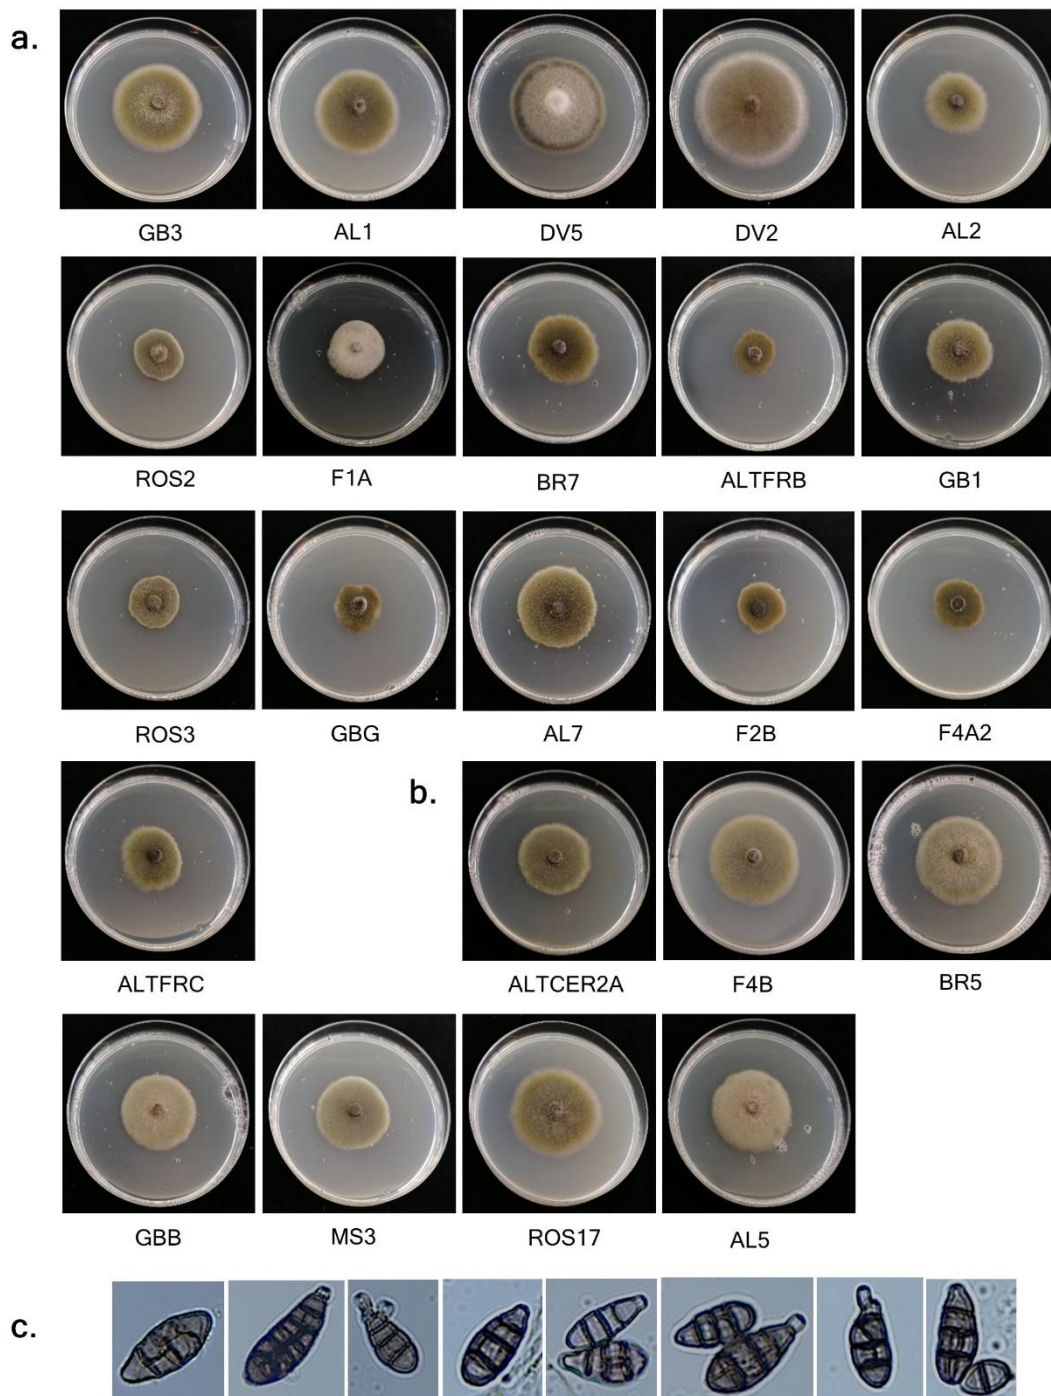 a.
GB3 AL1 DV5 DV2 AL2
ROS2 F1A BR7 ALTFRB GB1
ROS3 GBG AL7 F2B F4A2
b.
ALTFRC ALTCER2A F4B BR5
GBB MS3 ROS17 AL5
c.